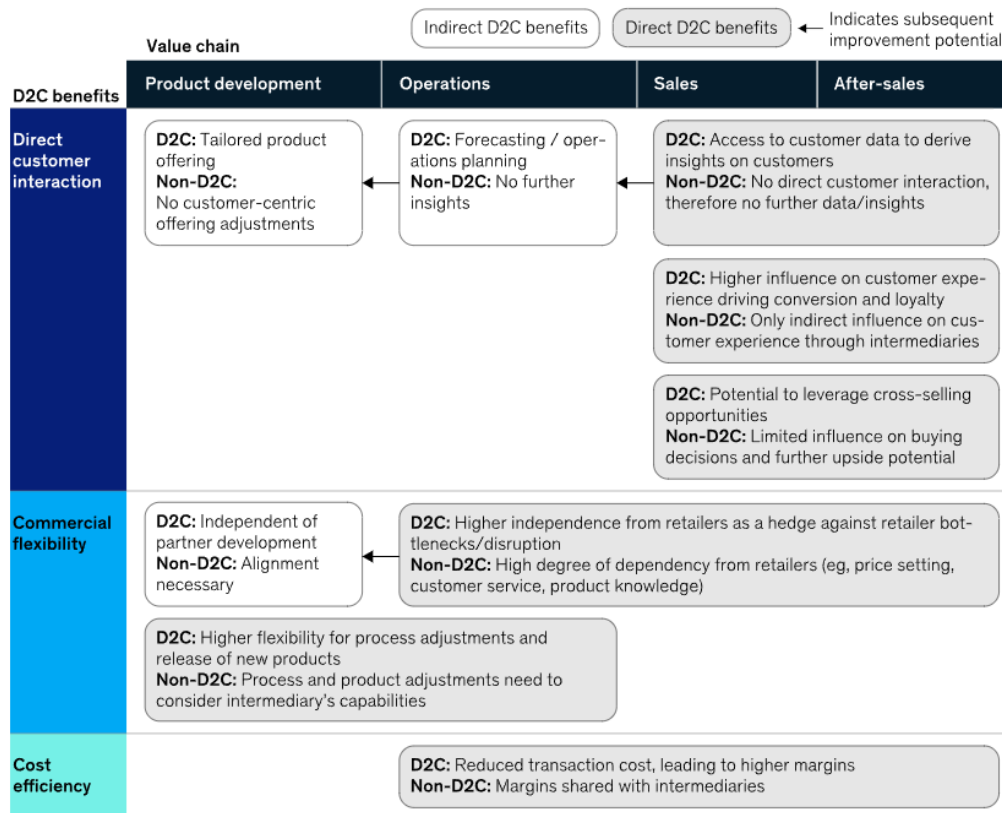 Indirect D2C benefits
Direct D2C benefits
Indicates subsequent
improvement potential
Value chain
D2C benefits
Product development
Operations
Sales
After-sales
Direct
customer
interaction
D2C: Tailored product
offering
Non-D2C:
No customer-centric
offering adjustments
D2C: Forecasting / oper-
ations planning
Non-D2C: No further
insights
D2C: Access to customer data to derive
insights on customers
Non-D2C: No direct customer interaction,
therefore no further data/insights
D2C: Higher influence on customer expe-
rience driving conversion and loyalty
Non-D2C: Only indirect influence on cus-
tomer experience through intermediaries
D2C: Potential to leverage cross-selling
opportunities
Non-D2C: Limited influence on buying
decisions and further upside potential
Commercial
flexibility
D2C: Independent of
partner development
Non-D2C: Alignment
necessary
D2C: Higher independence from retailers as a hedge against retailer bot-
tlenecks/disruption
Non-D2C: High degree of dependency from retailers (eg, price setting,
customer service, product knowledge)
D2C: Higher flexibility for process adjustments and
release of new products
Non-D2C: Process and product adjustments need to
consider intermediary's capabilities
Cost
efficiency
D2C: Reduced transaction cost, leading to higher margins
Non-D2C: Margins shared with intermediaries